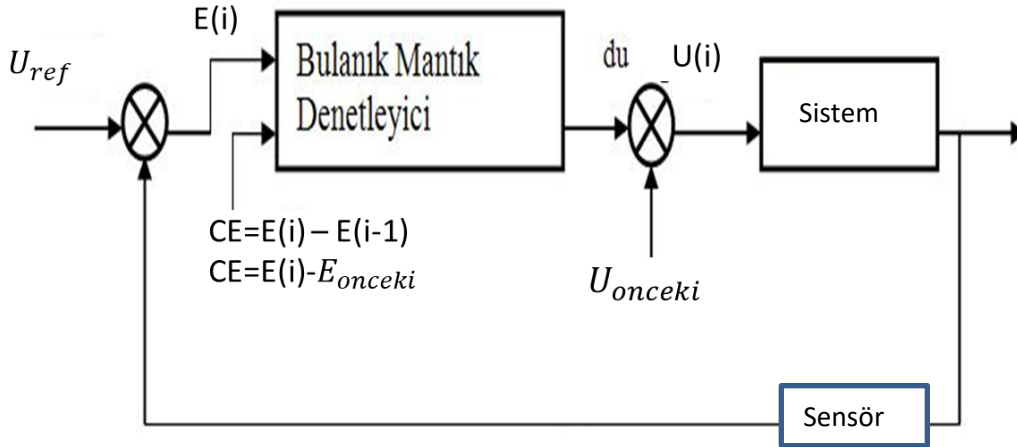 E(i)
U_ref
Bulanık Mantık
Denetleyici
du
U(i)
Sistem
CE=E(i) – E(i-1)
CE=E(i)-E_onceki
U_onceki
Sensör